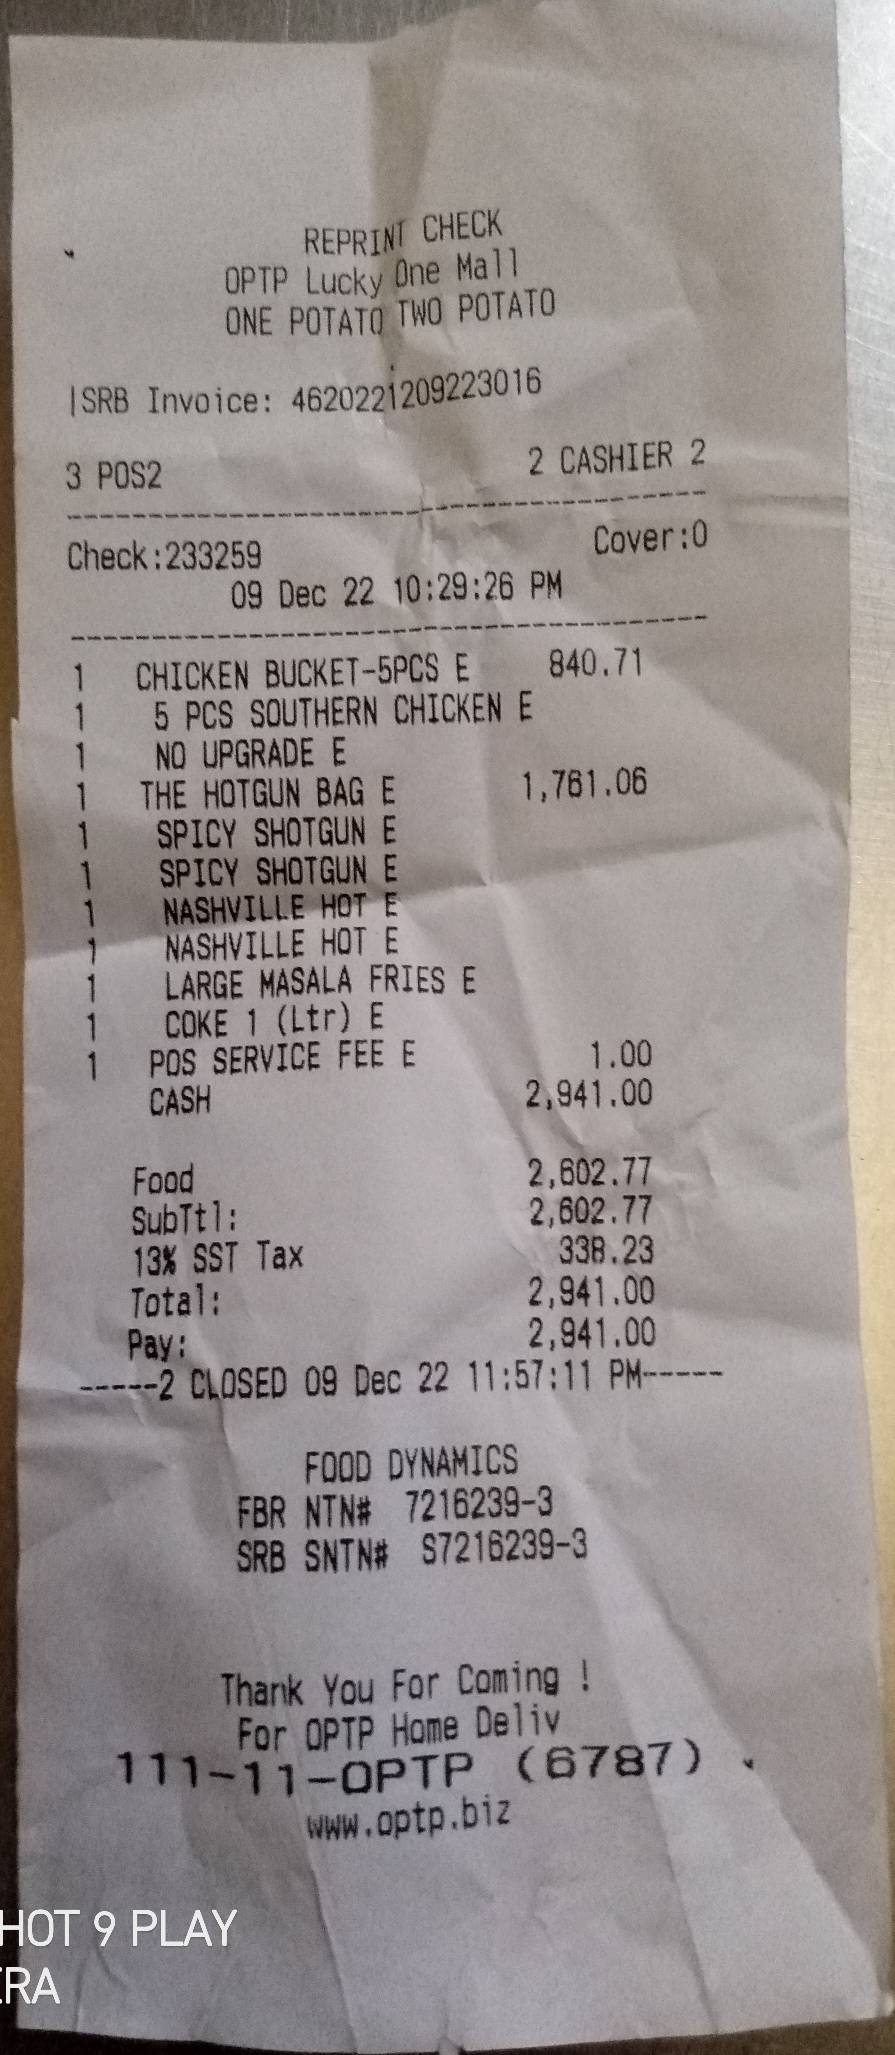 REPRINT CHECK
OPTP Lucky One Mall
ONE POTATO TWO POTATO
|SRB Invoice: 4620221209223016
3 POS2 2 CASHIER 2
Check:233259 Cover:0
09 Dec 22 10:29:26 PM
1 CHICKEN BUCKET-5PCS E 840.71
1 5 PCS SOUTHERN CHICKEN E
1 NO UPGRADE E
1 THE HOTGUN BAG E 1,761.06
1 SPICY SHOTGUN E
1 SPICY SHOTGUN E
1 NASHVILLE HOT E
1 NASHVILLE HOT E
1 LARGE MASALA FRIES E
1 COKE 1 (Ltr) E
1 POS SERVICE FEE E 1.00
CASH 2,941.00
Food 2,602.77
SubTtl: 2,602.77
13% SST Tax 338.23
Total: 2,941.00
Pay: 2,941.00
-----2 CLOSED 09 Dec 22 11:57:11 PM-----
FOOD DYNAMICS
FBR NTN# 7216239-3
SRB SNTN# S7216239-3
Thank You For Coming !
For OPTP Home Deliv
111-11-OPTP (6787)
www.optp.biz
HOT 9 PLAY
ERA